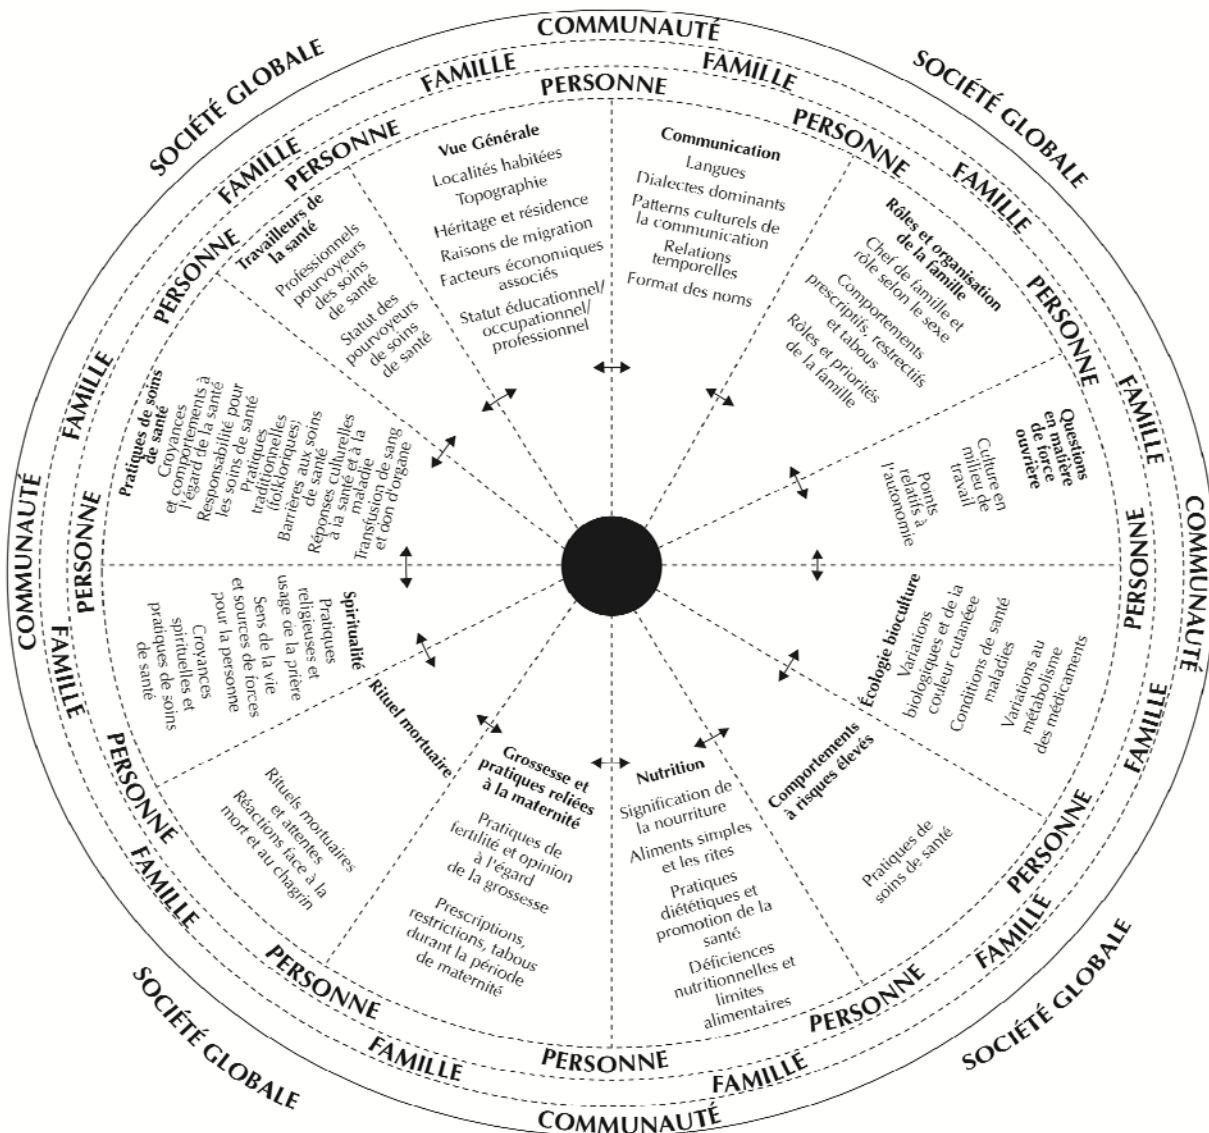 COMMUNAUTÉ
SOCIÉTÉ GLOBALE
SOCIÉTÉ GLOBALE
FAMILLE
FAMILLE
PERSONNE
FAMILLE
PERSONNE
PERSONNE
FAMILLE
PERSONNE
PERSONNE
FAMILLE
FAMILLE
COMMUNAUTÉ
COMMUNAUTÉ
PERSONNE
PERSONNE
FAMILLE
FAMILLE
PERSONNE
PERSONNE
FAMILLE
FAMILLE
PERSONNE
PERSONNE
FAMILLE
FAMILLE
PERSONNE
SOCIÉTÉ GLOBALE
SOCIÉTÉ GLOBALE
COMMUNAUTÉ
Vue Générale
Localités habitées
Topographie
Héritage et résidence
Raisons de migration
Facteurs économiques
associés
Statut éducationnel/
occupationnel/
professionnel
Communication
Langues
Dialectes dominants
Patterns culturels de
la communication
Relations
temporelles
Format des noms
Rôles et organisation
de la famille
Chef de famille et
rôle selon le sexe
Comportements
prescriptifs, restrectifs
et tabous
Rôles et priorités
de la famille
Questions
en matière
de force
ouvrière
Culture en
milieu de
travail
Points
relatifs à
l'autonomie
Écologie bioculture
Variations
biologiques et de la
couleur cutanéee
Conditions de santé
maladies
Variations au
métabolisme
des médicaments
Comportements
a risques élevés
Pratiques de
soins de santé
Nutrition
Signification de
la nourriture
Aliments simples
et les rites
Pratiques
diététiques et
promotion de la
santé
Déficiences
nutritionnelles et
limites
alimentaires
Grossesse et
pratiques reliées
à la maternité
Pratiques de
fertilité et opinion
à l'égard
de la grossesse
Prescriptions,
restrictions, tabous
durant la période
de maternité
Rituel mortuaire
Rituels mortuaires
et attentes
Réactions face à la
mort et au chagrin
Spiritualité
Pratiques
religieuses et
usage de la prière
Sens de la vie
et sources de forces
pour la personne
Croyances
spirituelles et
pratiques de soins
de santé
Pratiques de soins
de santé
Croyances
et comportements à
l'égard de la santé
Responsabilité pour
les soins de santé
Pratiques
traditionnelles
(folkloriques;
Barrières aux soins
de santé
Réponses culturelles
à la santé et à la
maladie
Transfusion de sang
et don d'organe
Travailleurs de
la santé
Professionnels
pourvoyeurs
des soins
de santé
Statut des
pourvoyeurs
de soins
de santé